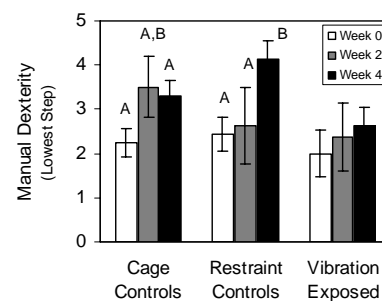 Manual Dexterity
(Lowest Step)
5
4
3
2
1
0
A
A,B
A
A
A
B
Week 0
Week 2
Week 4
Cage
Controls
Restraint
Controls
Vibration
Exposed